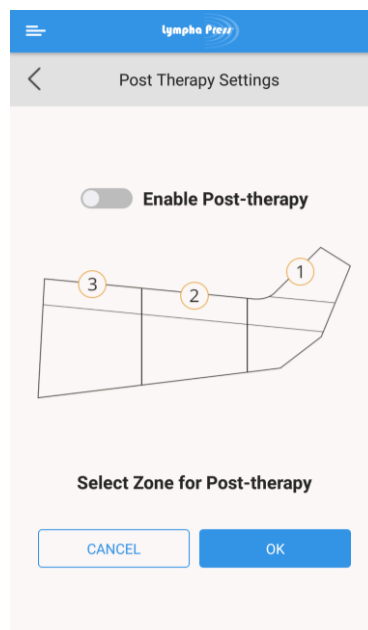 Lympha Press
Post Therapy Settings
Enable Post-therapy
1
3
2
Select Zone for Post-therapy
CANCEL
OK